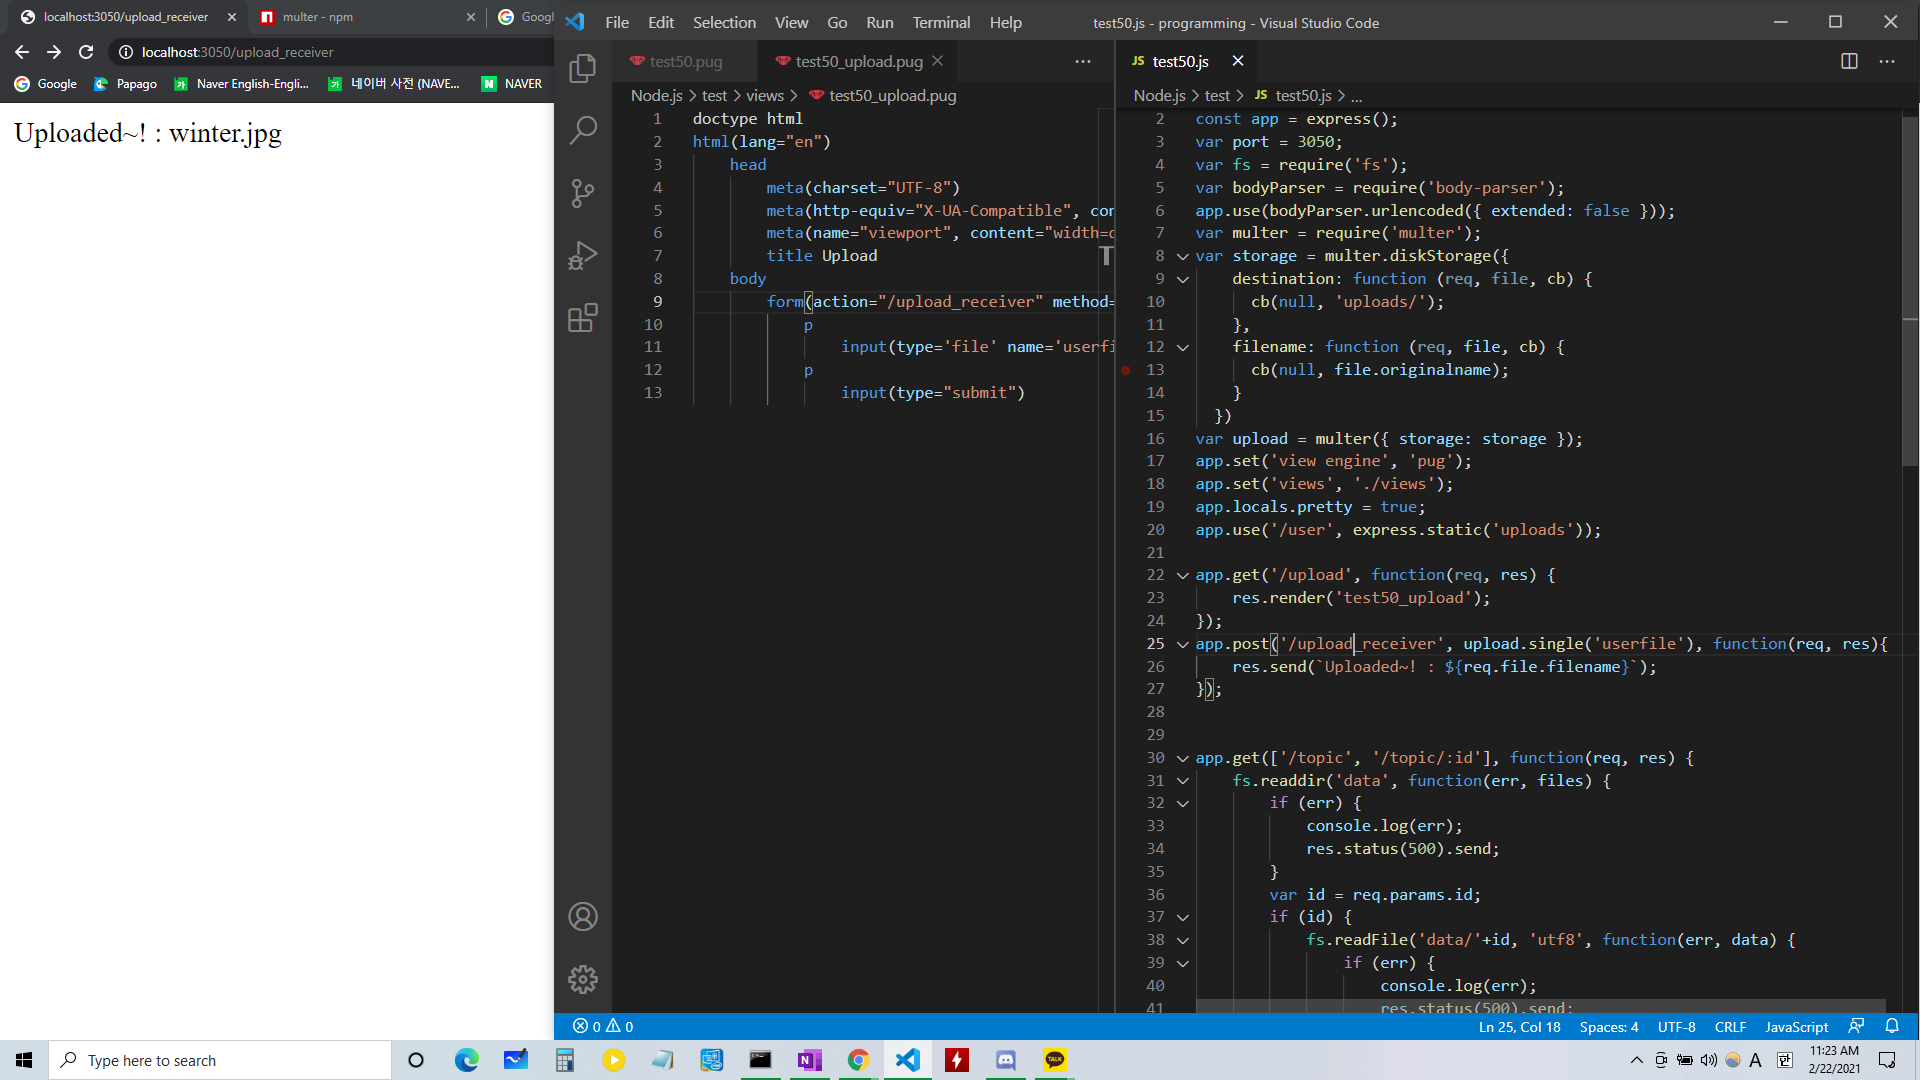 localhost:3050/upload_receiver
multer - npm
Googl
File Edit Selection View Go Run Terminal Help
test50.js - programming - Visual Studio Code
localhost:3050/upload_receiver
Google
Papago
Naver English-Engli...
네이버 사전 (NAVE...
NAVER
Uploaded~! : winter.jpg
test50.pug
test50_upload.pug
Node.js > test > views > test50_upload.pug
1 doctype html
2 html(lang="en")
3 head
4 meta(charset="UTF-8")
5 meta(http-equiv="X-UA-Compatible", con
6 meta(name="viewport", content="width=d
7 title Upload
8 body
9 form(action="/upload_receiver" method=
10 p
11 input(type='file' name='userfi
12 p
13 input(type="submit")
JS test50.js
Node.js > test > JS test50.js > ...
2 const app = express();
3 var port = 3050;
4 var fs = require('fs');
5 var bodyParser = require('body-parser');
6 app.use(bodyParser.urlencoded({ extended: false }));
7 var multer = require('multer');
8 var storage = multer.diskStorage({
9 destination: function (req, file, cb) {
10 cb(null, 'uploads/');
11 },
12 filename: function (req, file, cb) {
13 cb(null, file.originalname);
14 }
15 })
16 var upload = multer({ storage: storage });
17 app.set('view engine', 'pug');
18 app.set('views', './views');
19 app.locals.pretty = true;
20 app.use('/user', express.static('uploads'));
21
22 app.get('/upload', function(req, res) {
23 res.render('test50_upload');
24 });
25 app.post('/upload_receiver', upload.single('userfile'), function(req, res){
26 res.send(`Uploaded~! : ${req.file.filename}`);
27 });
28
29
30 app.get(['/topic', '/topic/:id'], function(req, res) {
31 fs.readdir('data', function(err, files) {
32 if (err) {
33 console.log(err);
34 res.status(500).send;
35 }
36 var id = req.params.id;
37 if (id) {
38 fs.readFile('data/'+id, 'utf8', function(err, data) {
39 if (err) {
40 console.log(err);
41 res.status(500).send;
0 0
Ln 25, Col 18 Spaces: 4 UTF-8 CRLF JavaScript
Type here to search
TALK
A 한
11:23 AM
2/22/2021